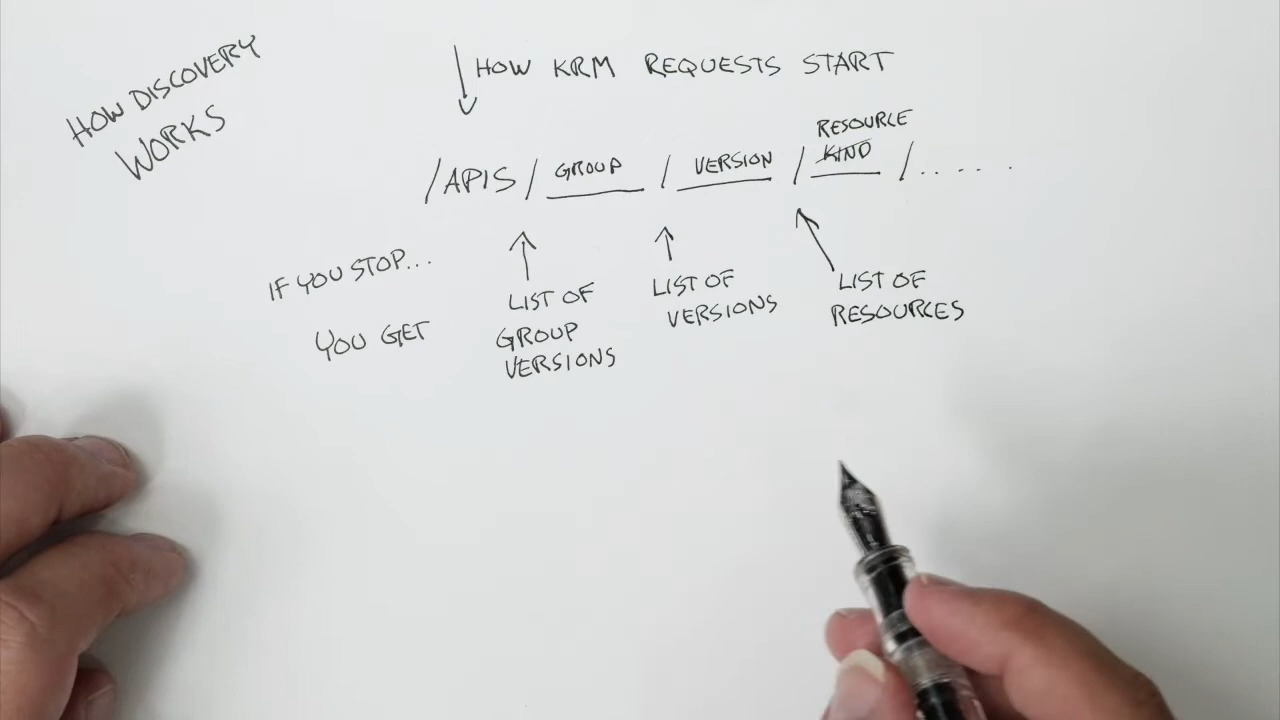 HOW DISCOVERY
WORKS
HOW KRM REQUESTS START
RESOURCE
/APIS/ GROUP / VERSION / KIND /.....
IF YOU STOP...
YOU GET
LIST OF
GROUP
VERSIONS
LIST OF
VERSIONS
LIST OF
RESOURCES